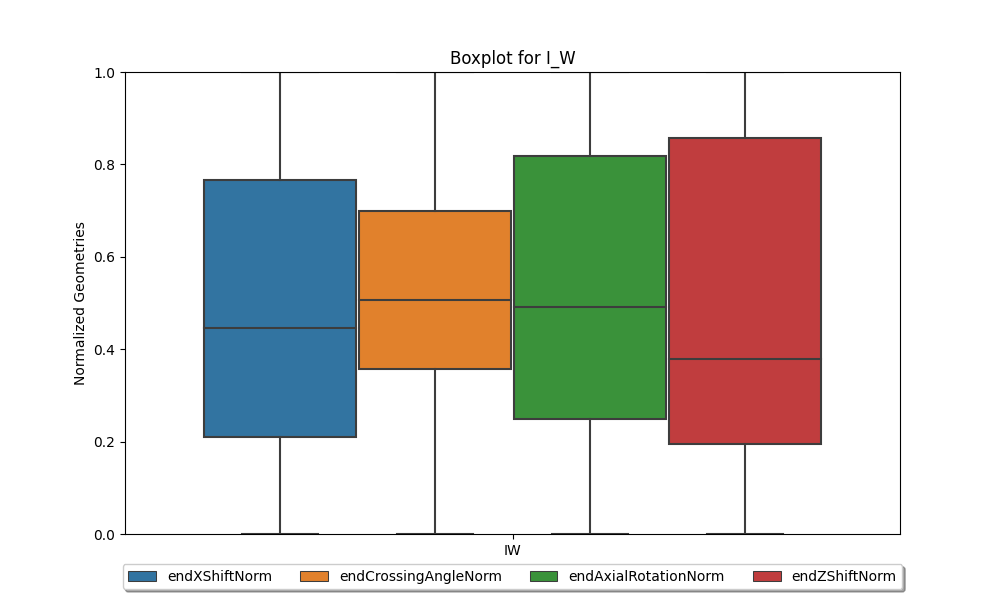 Boxplot for I_W
1.0
0.8
0.6
0.4
0.2
0.0
Normalized Geometries
IW
endXShiftNorm endCrossingAngleNorm endAxialRotationNorm endZShiftNorm